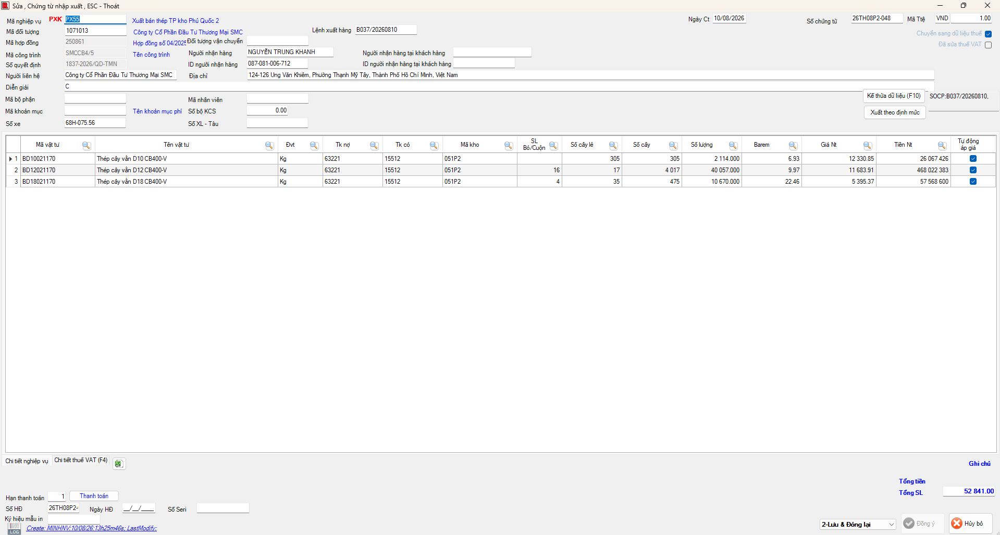 Sửa , Chứng từ nhập xuất , ESC - Thoát
Mã nghiệp vụ PXK PX55 Xuất bán thép TP kho Phú Quốc 2 Ngày Ct 10/08/2026 Số chứng từ 26TH08P2-048 Mã Ttệ VND 1.00
Mã đối tượng 1071013 Công ty Cổ Phần Đầu Tư Thương Mại SMC Lệnh xuất hàng B037/20260810 Chuyển sang dữ liệu thuế
Mã hợp đồng 250861 Hợp đồng số 04/2025 Đối tượng vận chuyển Đã sửa thuế VAT
Mã công trình SMCCB4/5 Tên công trình Người nhận hàng NGUYỄN TRUNG KHANH Người nhận hàng tại khách hàng
Số quyết định 1837-2026/QD-TMN ID người nhận hàng 087-081-006-712 ID người nhận hàng tại khách hàng
Người liên hệ Công ty Cổ Phần Đầu Tư Thương Mại SMC Địa chỉ 124-126 Ung Văn Khiêm, Phường Thạnh Mỹ Tây, Thành Phố Hồ Chí Minh, Việt Nam
Diễn giải C
Mã bộ phận Mã nhân viên Kế thừa dữ liệu (F10) SOCP:B037/20260810,
Mã khoản mục Tên khoản mục phí Số bộ KCS 0.00 Xuất theo định mức
Số xe 68H-075.56 Số XL - Tàu
Mã vật tư Tên vật tư Đvt Tk nợ Tk có Mã kho SL Bó/Cuộn Số cây lẻ Số cây Số lượng Barem Giá Nt Tiền Nt Tự động áp giá
1 BD10021170 Thép cây vằn D10 CB400-V Kg 63221 15512 051P2 305 305 2 114.000 6.93 12 330.85 26 067 426
2 BD12021170 Thép cây vằn D12 CB400-V Kg 63221 15512 051P2 16 17 4 017 40 057.000 9.97 11 683.91 468 022 383
3 BD18021170 Thép cây vằn D18 CB400-V Kg 63221 15512 051P2 4 35 475 10 670.000 22.46 5 395.37 57 568 600
Chi tiết nghiệp vụ Chi tiết thuế VAT (F4) Ghi chú
Tổng tiền
Tổng SL 52 841.00
Hạn thanh toán 1 Thanh toán
Số HĐ 26TH08P2- Ngày HĐ __/__/____ Số Seri
Ký hiệu mẫu in
LOG Create: MINHNV:10/08/26:13h25m46s; LastModify: 2-Lưu & Đóng lại Đồng ý Hủy bỏ